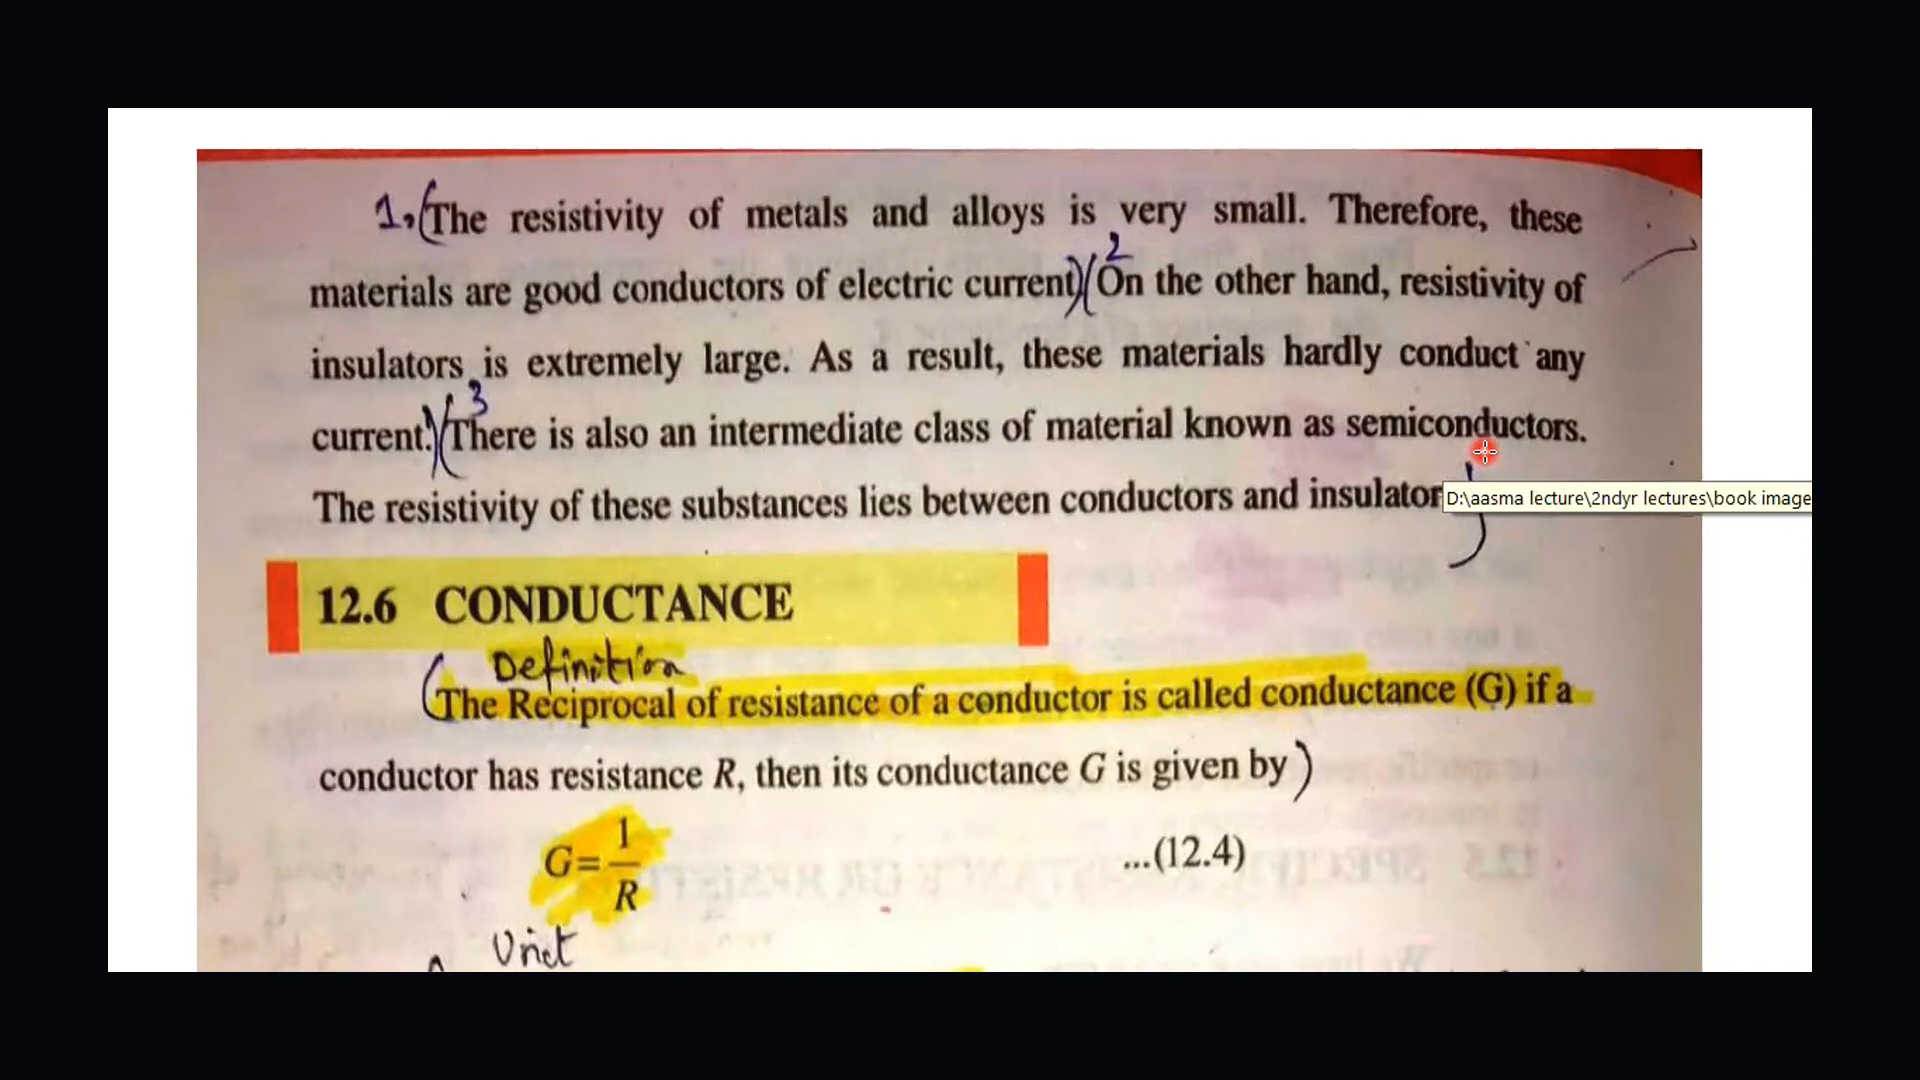 1, (The resistivity of metals and alloys is very small. Therefore, these
2
materials are good conductors of electric current)(On the other hand, resistivity of
insulators is extremely large. As a result, these materials hardly conduct any
3
current.)(There is also an intermediate class of material known as semiconductors.
The resistivity of these substances lies between conductors and insulator
D:\aasma lecture\2ndyr lectures\book image
12.6 CONDUCTANCE
Definition
(The Reciprocal of resistance of a conductor is called conductance (G) if a
conductor has resistance R, then its conductance G is given by)
G= 1/R ...(12.4)
Unit